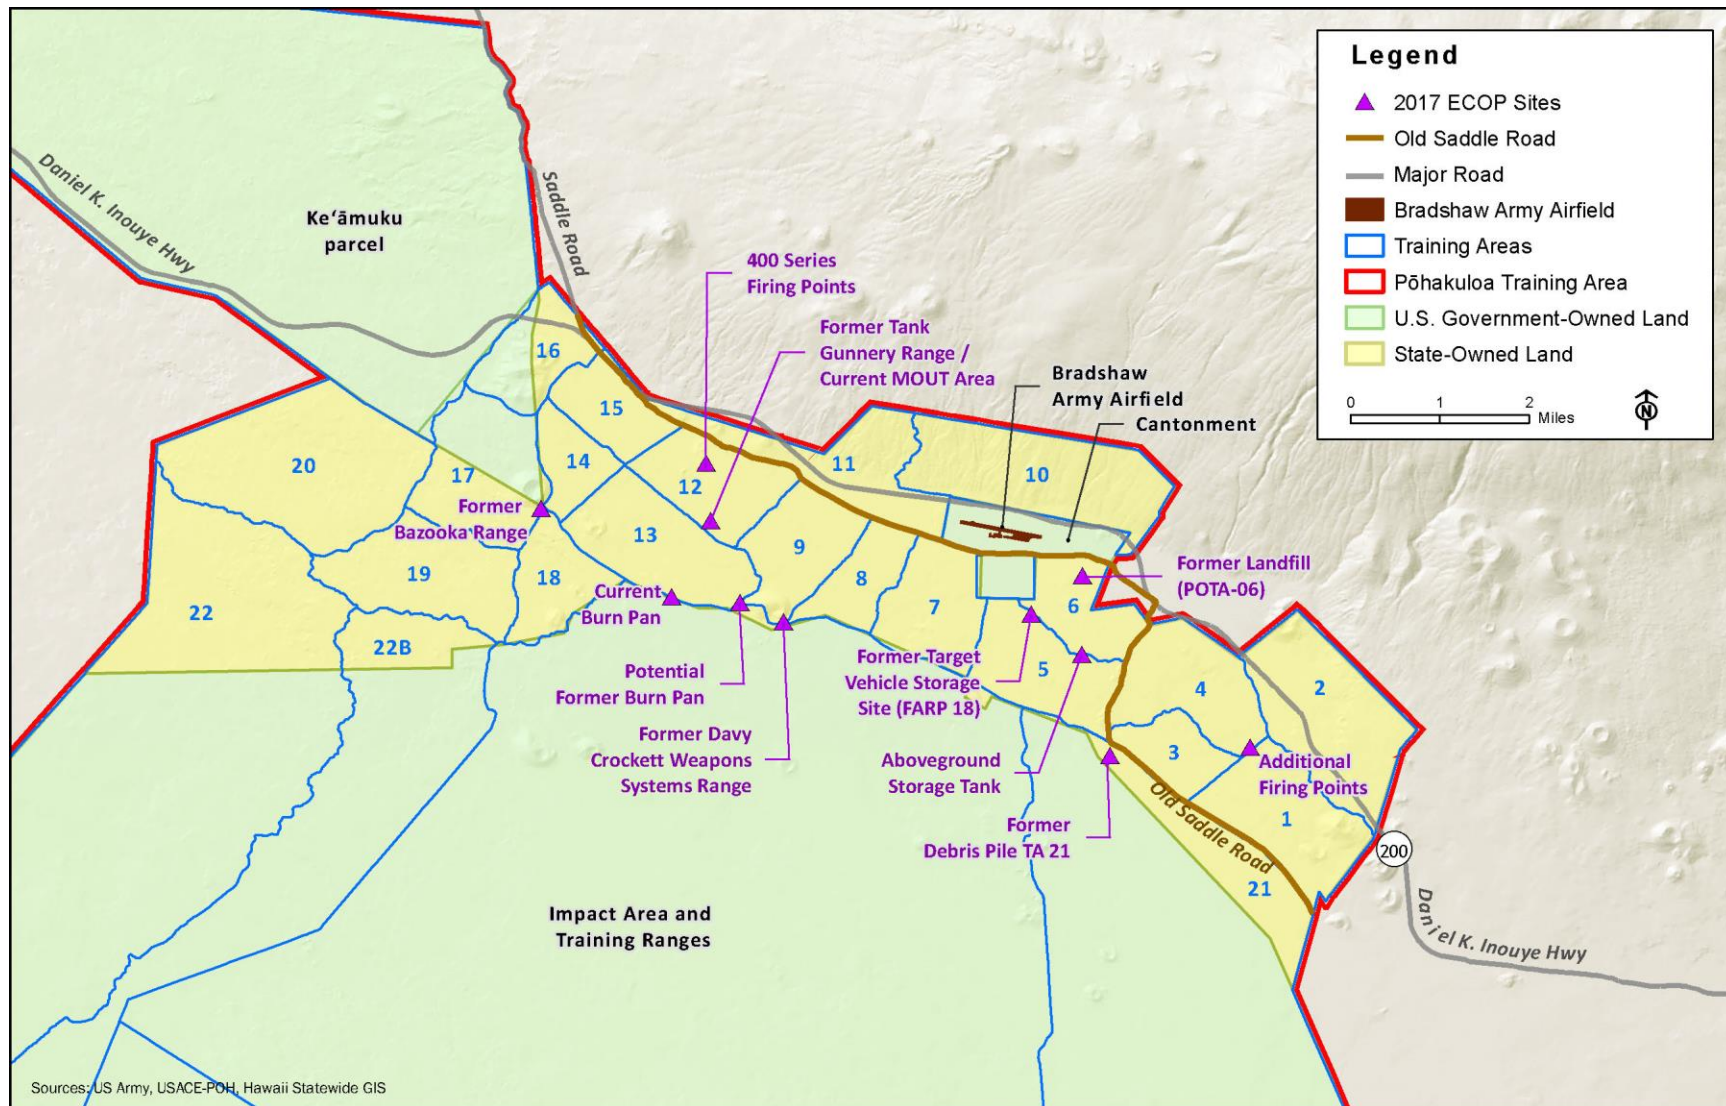 Legend
2017 ECOP Sites
Old Saddle Road
Major Road
Bradshaw Army Airfield
Training Areas
Pōhakuloa Training Area
U.S. Government-Owned Land
State-Owned Land
0 1 2
Miles
N
Daniel K. Inouye Hwy
Saddle Road
Keʻāmuku
parcel
400 Series
Firing Points
Former Tank
Gunnery Range /
Current MOUT Area
Bradshaw
Army Airfield
Cantonment
16
15
20
17
14
12
11
10
Former
Bazooka Range
13
9
8
7
6
Former Landfill
(POTA-06)
19
18
22
22B
Current
Burn Pan
Potential
Former Burn Pan
Former Davy
Crockett Weapons
Systems Range
Former Target
Vehicle Storage
Site (FARP 18)
5
4
2
3
Aboveground
Storage Tank
Additional
Firing Points
1
Former
Debris Pile TA 21
Old Saddle Road
21
200
Daniel K. Inouye Hwy
Impact Area and
Training Ranges
Sources: US Army, USACE-POH, Hawaii Statewide GIS